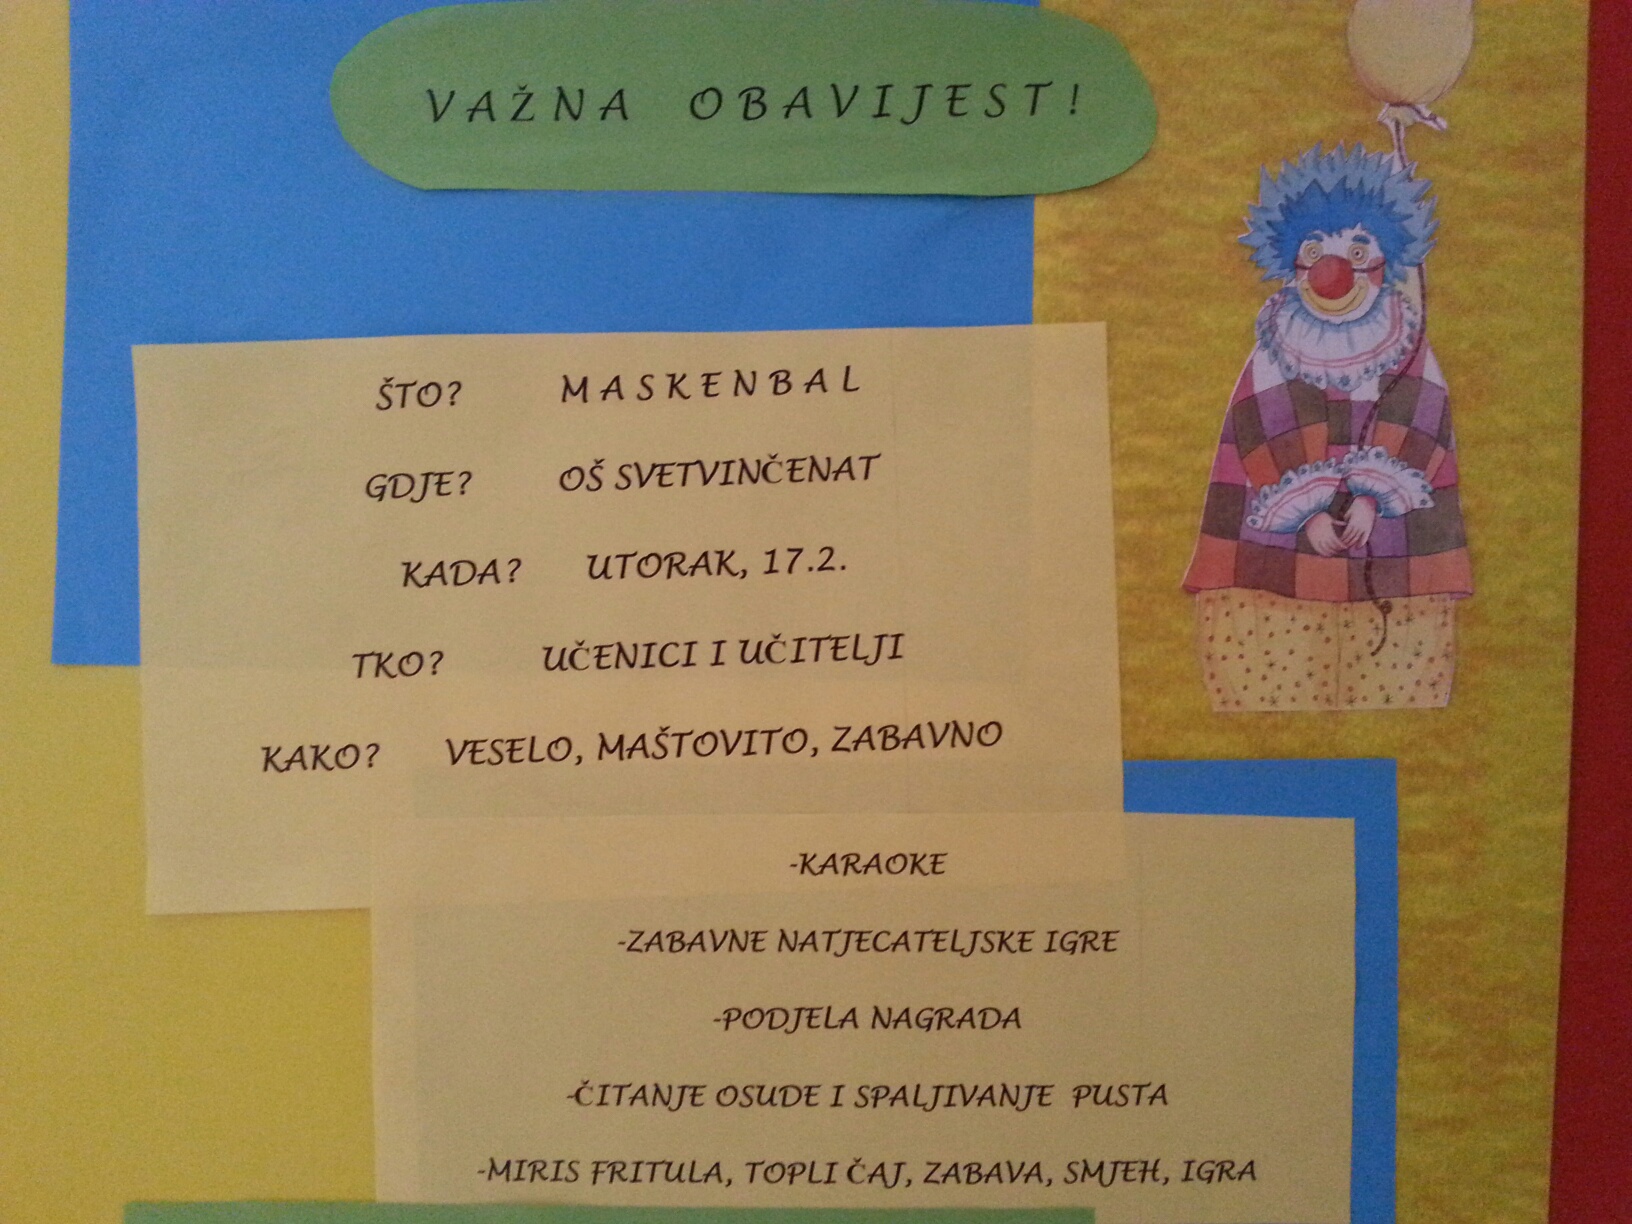 VAŽNA OBAVIJEST!
ŠTO? MASKENBAL
GDJE? OŠ SVETVINČENAT
KADA? UTORAK, 17.2.
TKO? UČENICI I UČITELJI
KAKO? VESELO, MAŠTOVITO, ZABAVNO
-KARAOKE
-ZABAVNE NATJECATELJSKE IGRE
-PODJELA NAGRADA
-ČITANJE OSUDE I SPALJIVANJE PUSTA
-MIRIS FRITULA, TOPLI ČAJ, ZABAVA, SMJEH, IGRA